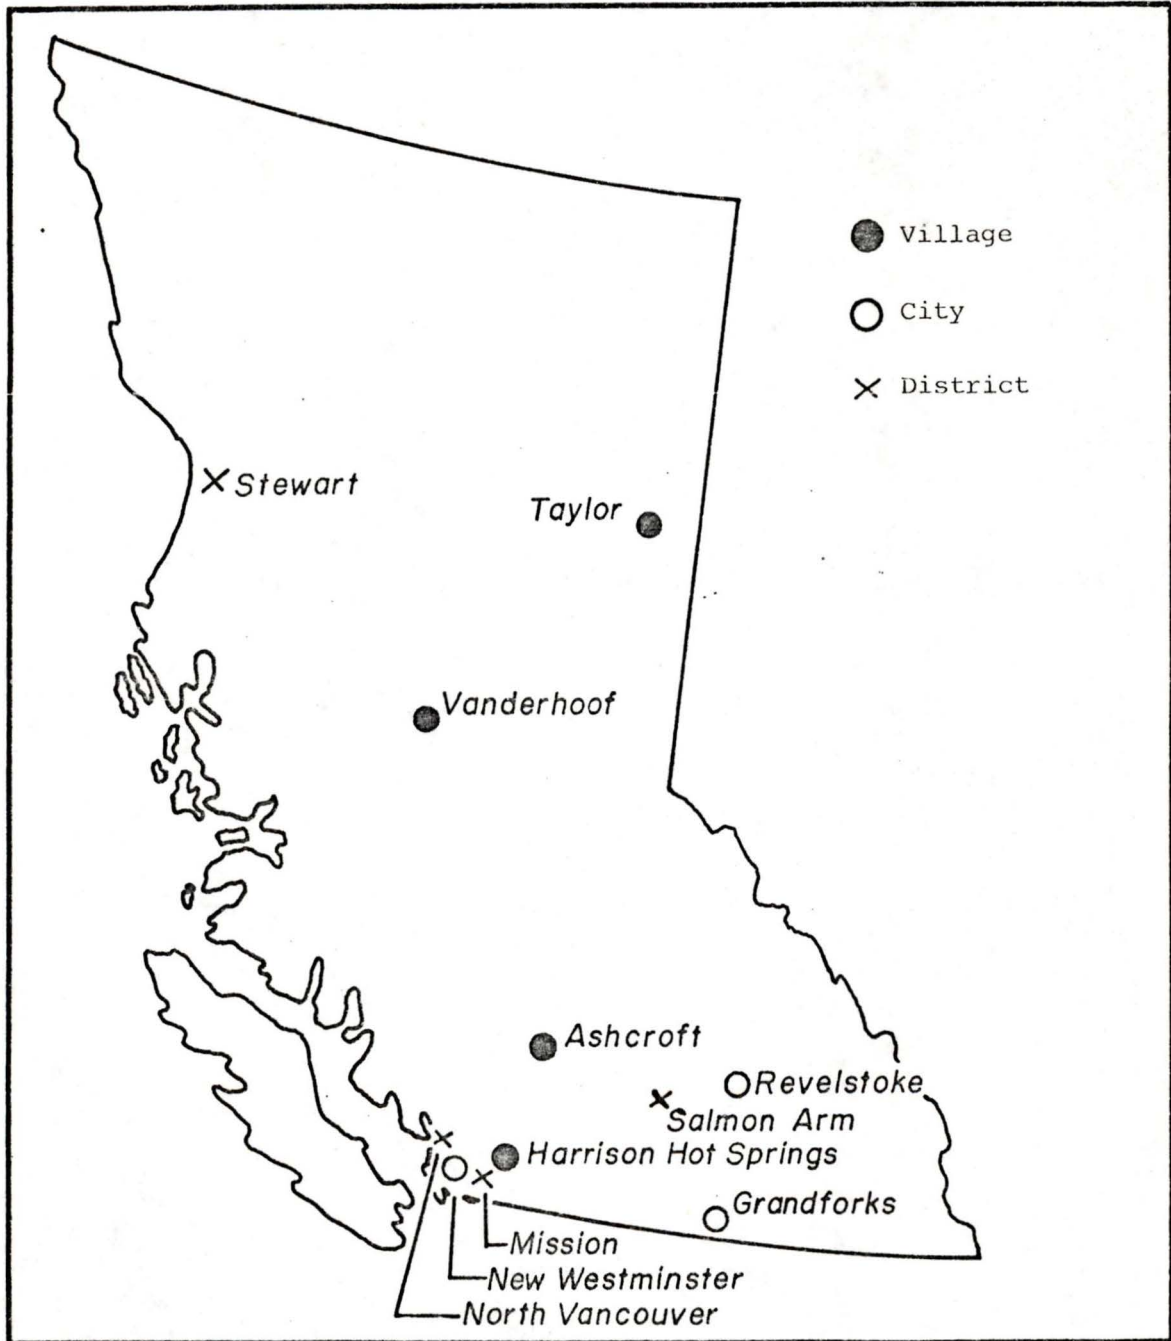 Village
City
District
Stewart
Taylor
Vanderhoof
Ashcroft
Revelstoke
Salmon Arm
Harrison Hot Springs
Grandforks
Mission
New Westminster
North Vancouver